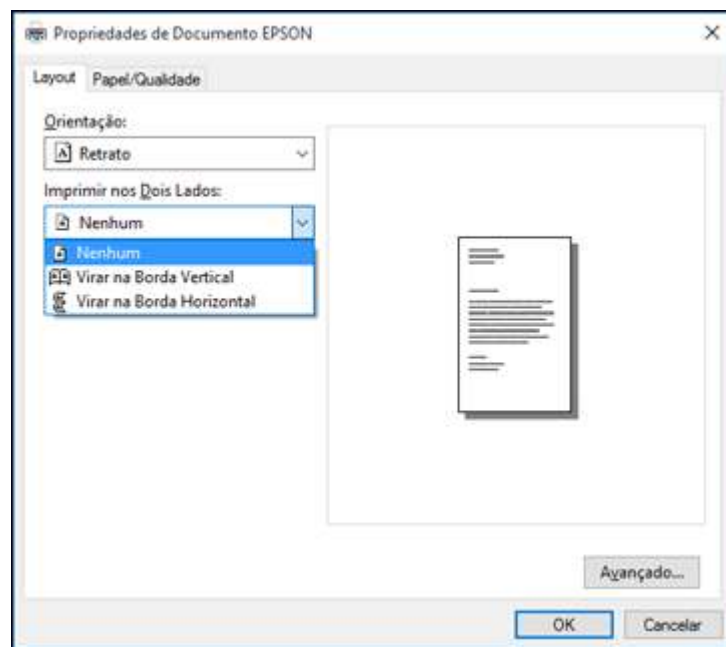 Propriedades de Documento EPSON
Layout Papel/Qualidade
Orientação:
Retrato
Imprimir nos Dois Lados:
Nenhum
Nenhum
Virar na Borda Vertical
Virar na Borda Horizontal
Avançado...
OK Cancelar